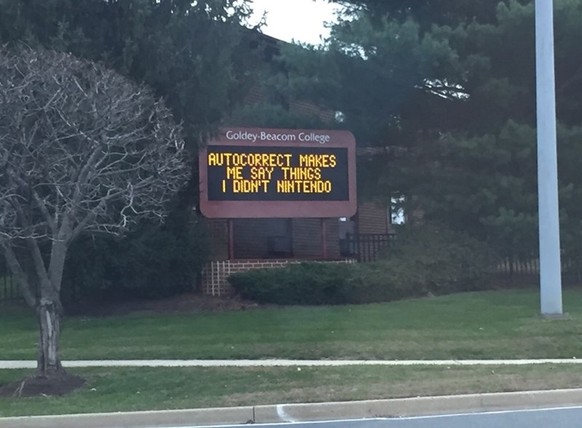 Goldey-Beacom College
AUTOCORRECT MAKES
ME SAY THINGS
I DIDN'T NINTENDO